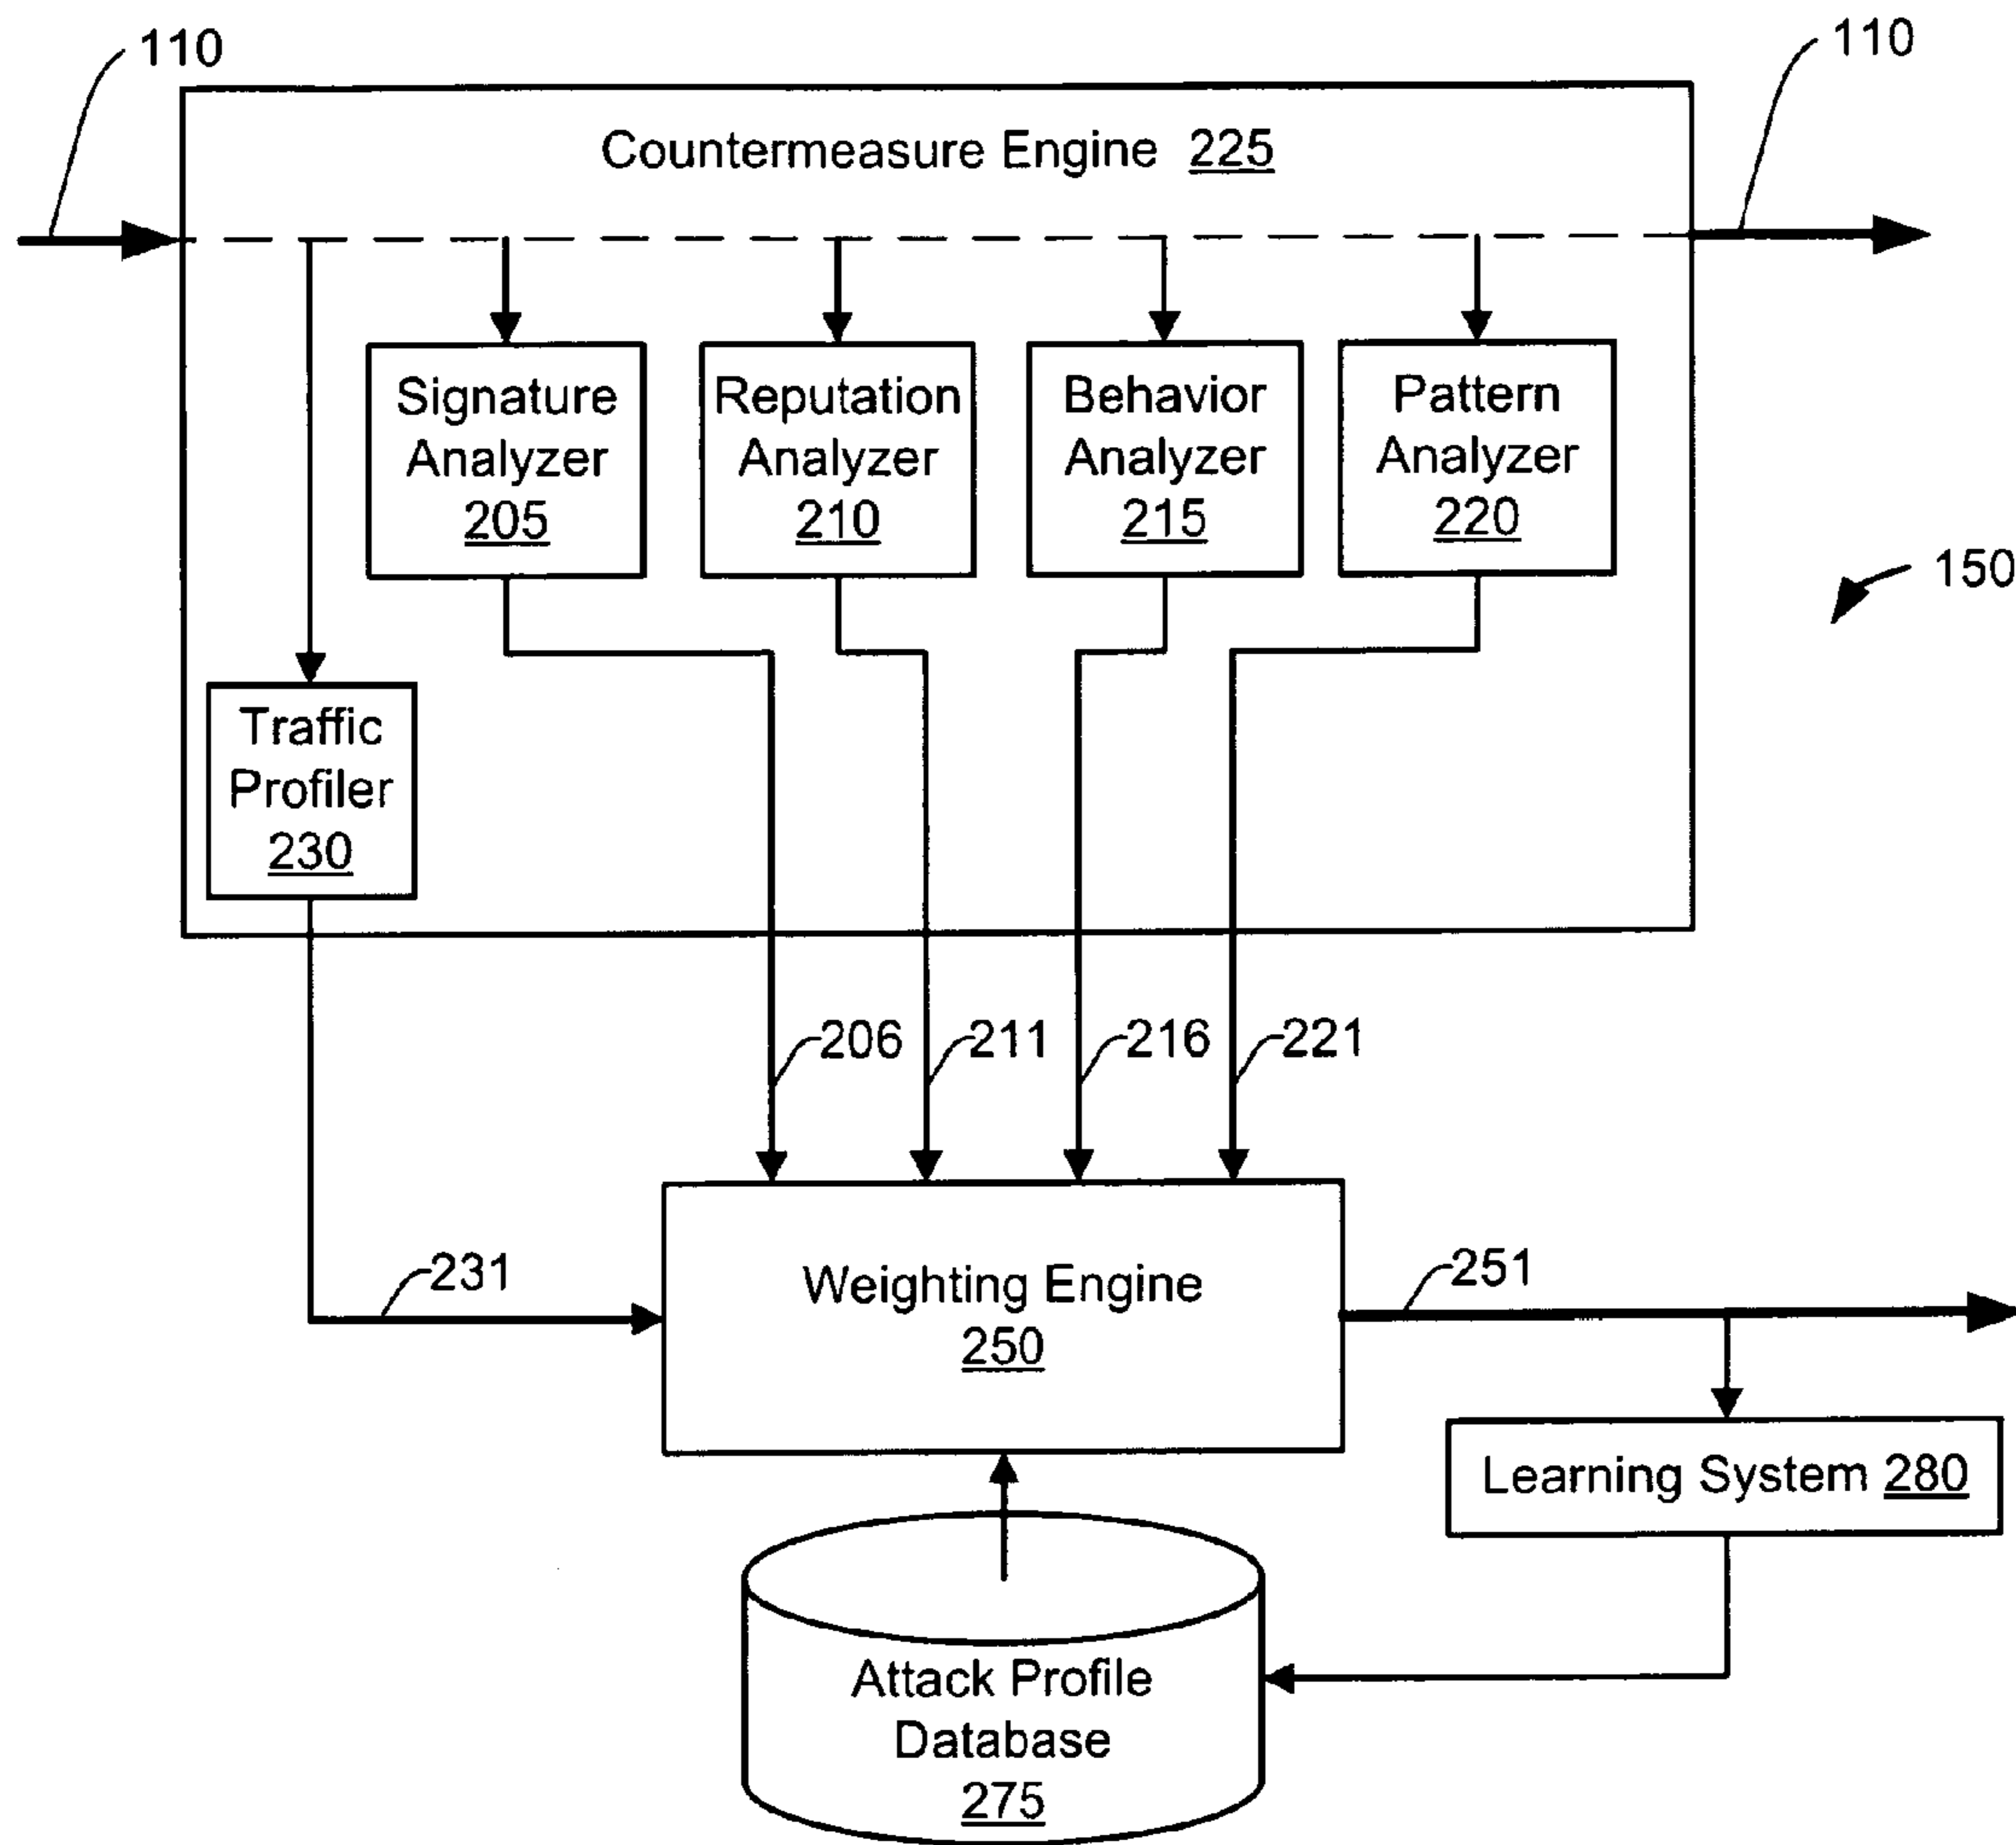 110
110
Countermeasure Engine 225
Signature
Analyzer
205
Reputation
Analyzer
210
Behavior
Analyzer
215
Pattern
Analyzer
220
150
Traffic
Profiler
230
206
211
216
221
231
Weighting Engine
250
251
Learning System 280
Attack Profile
Database
275